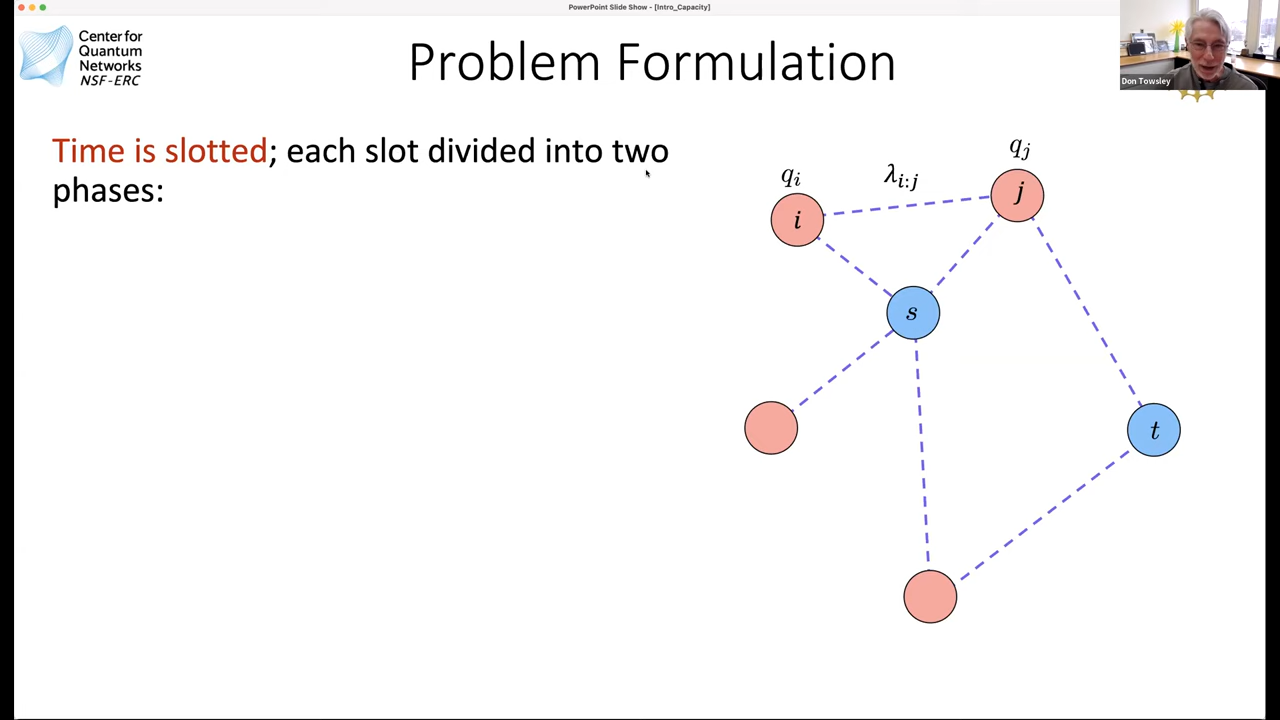 PowerPoint Slide Show - [Intro_Capacity]
Center for
Quantum
Networks
NSF-ERC
Problem Formulation
Don Towsley
Time is slotted; each slot divided into two
phases:
q_j
q_i
λ_{i:j}
j
i
s
t